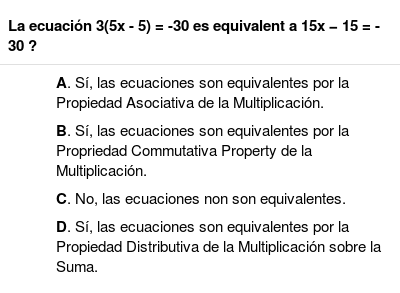 La ecuación 3(5x - 5) = -30 es equivalent a 15x – 15 = -
30 ?
A. Sí, las ecuaciones son equivalentes por la
Propiedad Asociativa de la Multiplicación.
B. Sí, las ecuaciones son equivalentes por la
Propriedad Commutativa Property de la
Multiplicación.
C. No, las ecuaciones non son equivalentes.
D. Sí, las ecuaciones son equivalentes por la
Propiedad Distributiva de la Multiplicación sobre la
Suma.